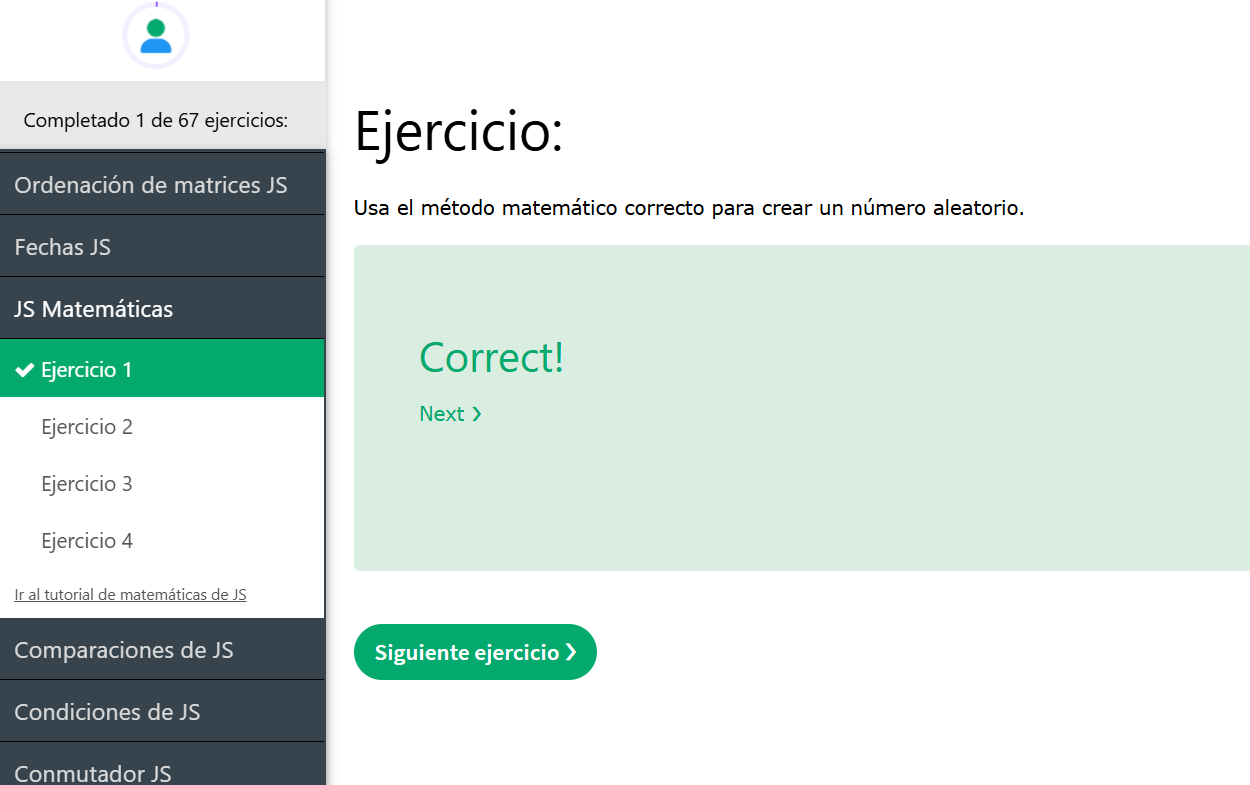 Completado 1 de 67 ejercicios:
Ordenación de matrices JS
Fechas JS
JS Matemáticas
Ejercicio 1
Ejercicio 2
Ejercicio 3
Ejercicio 4
Ir al tutorial de matemáticas de JS
Comparaciones de JS
Condiciones de JS
Conmutador JS
Ejercicio:
Usa el método matemático correcto para crear un número aleatorio.
Correct!
Next ❯
Siguiente ejercicio ❯